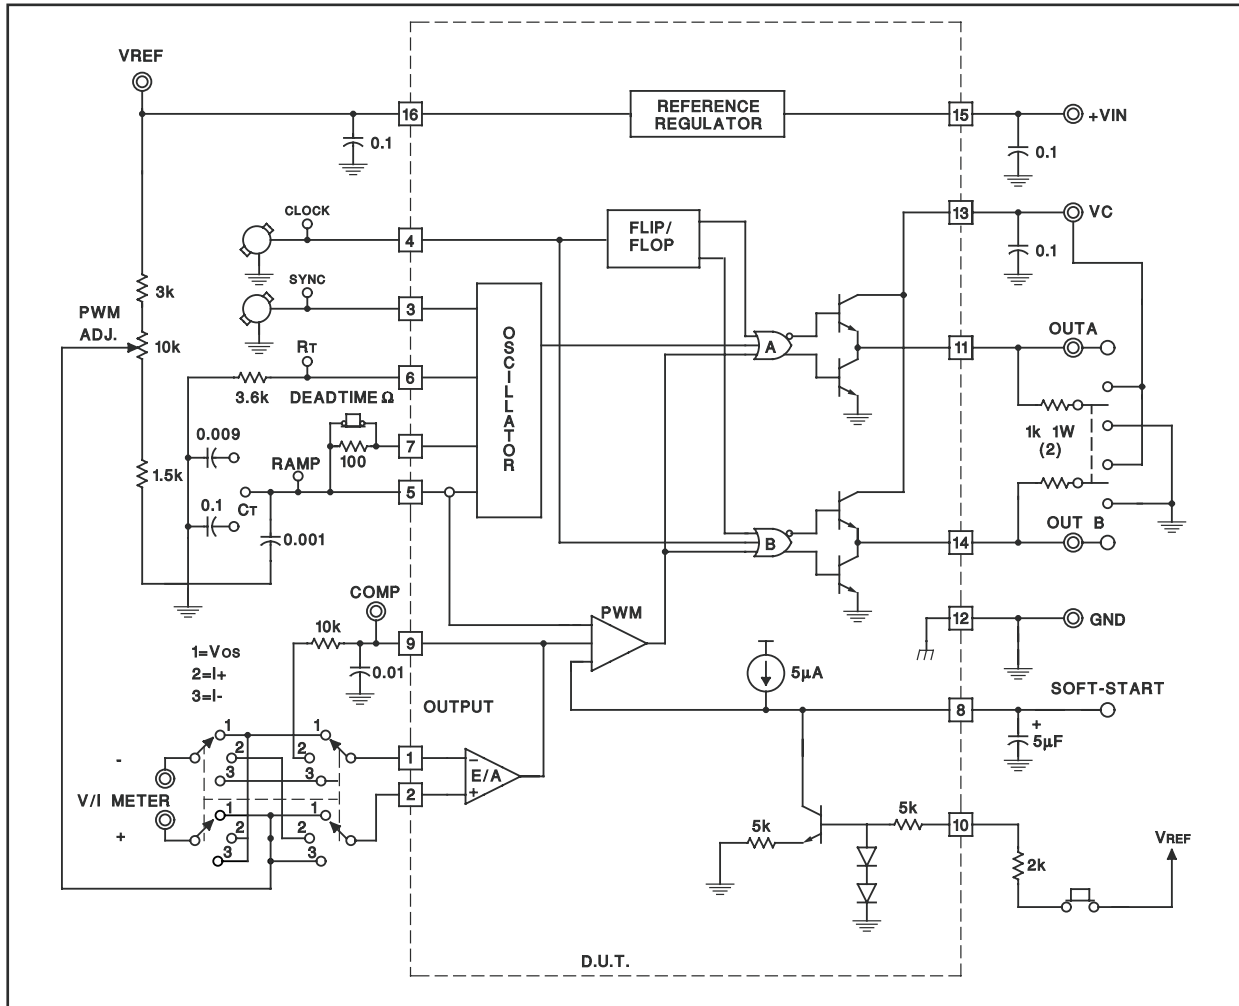 VREF
16
REFERENCE
REGULATOR
15
+VIN
0.1
0.1
CLOCK
4
FLIP/
FLOP
13
VC
0.1
SYNC
3
3k
PWM
ADJ.
10k
OSCILLATOR
A
11
OUTA
RT
6
3.6k
DEADTIME Ω
0.009
7
100
1k 1W
(2)
1.5k
RAMP
5
CT
0.1
0.001
B
14
OUT B
COMP
PWM
12
GND
10k
9
1=VOS
2=I+
3=I-
0.01
5µA
SOFT-START
OUTPUT
8
+
5µF
1
1
2
2
3
3
-
1
–
E/A
+
2
V/I METER
1
1
2
2
3
3
+
5k
5k
10
VREF
2k
D.U.T.